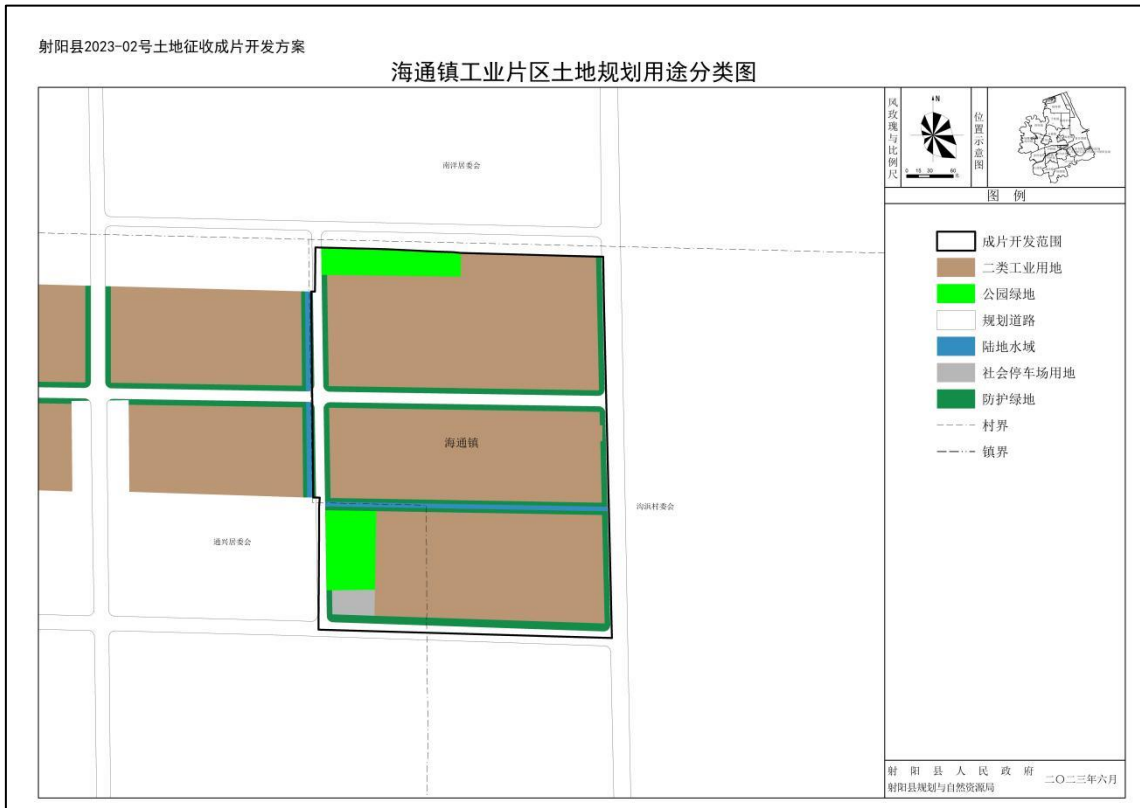 射阳县2023-02号土地征收成片开发方案
海通镇工业片区土地规划用途分类图
风玫瑰与比例尺
N
0 15 30 60
位置示意图
图例
成片开发范围
二类工业用地
公园绿地
规划道路
陆地水域
社会停车场用地
防护绿地
村界
镇界
南洋居委会
海通镇
沟浜村委会
通兴居委会
射阳县人民政府
射阳县规划与自然资源局
二〇二三年六月